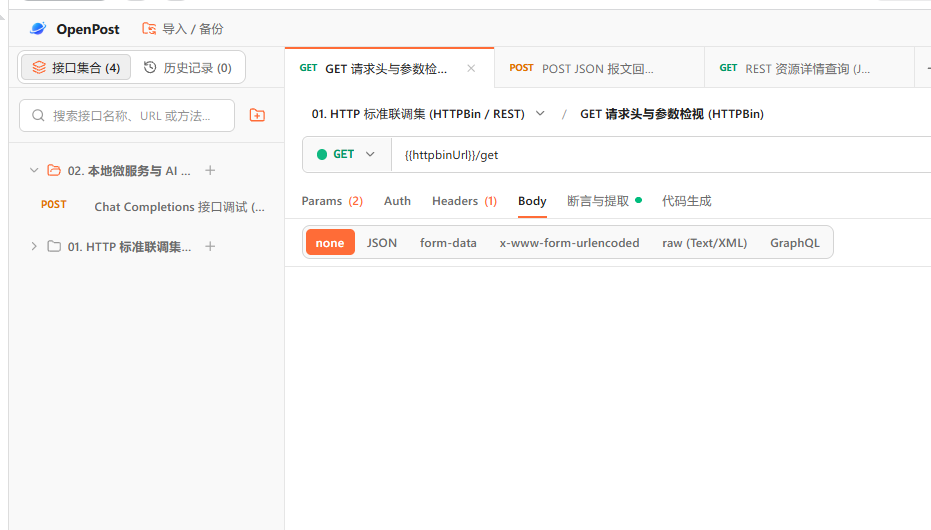 OpenPost 导入 / 备份
接口集合 (4) 历史记录 (0)
GET GET 请求头与参数检... POST POST JSON 报文回... GET REST 资源详情查询 (J...
搜索接口名称、URL 或方法...
01. HTTP 标准联调集 (HTTPBin / REST) / GET 请求头与参数检视 (HTTPBin)
GET {{httpbinUrl}}/get
02. 本地微服务与 AI ...
POST Chat Completions 接口调试 (...
01. HTTP 标准联调集...
Params (2) Auth Headers (1) Body 断言与提取 代码生成
none JSON form-data x-www-form-urlencoded raw (Text/XML) GraphQL